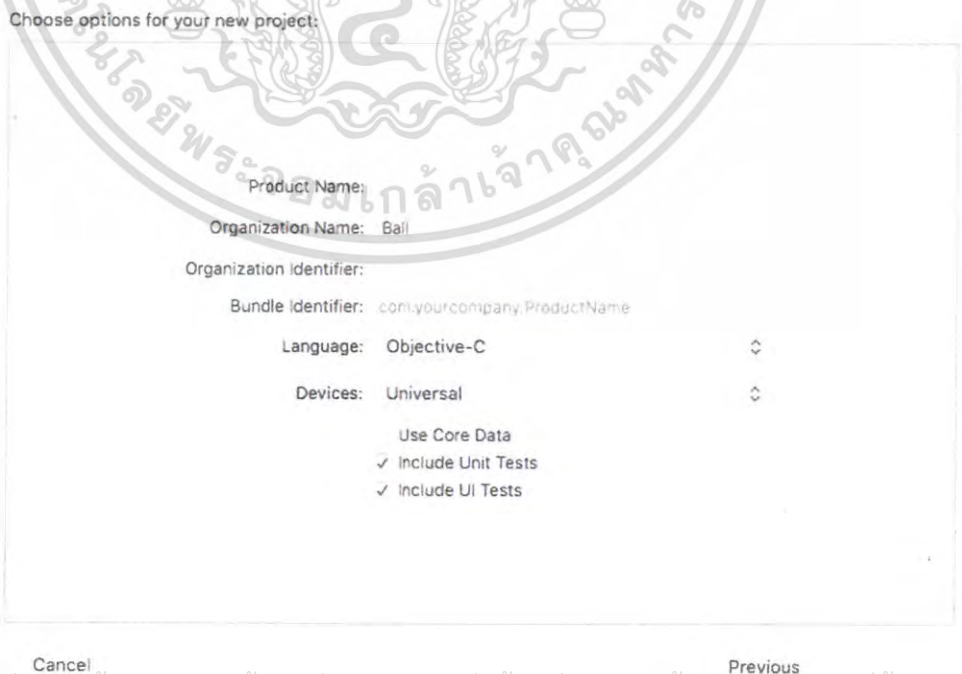 Choose options for your new project:
Product Name:
Organization Name: Ball
Organization Identifier:
Bundle Identifier: com.yourcompany.ProductName
Language: Objective-C
Devices: Universal
Use Core Data
✓ Include Unit Tests
✓ Include UI Tests
Cancel Previous